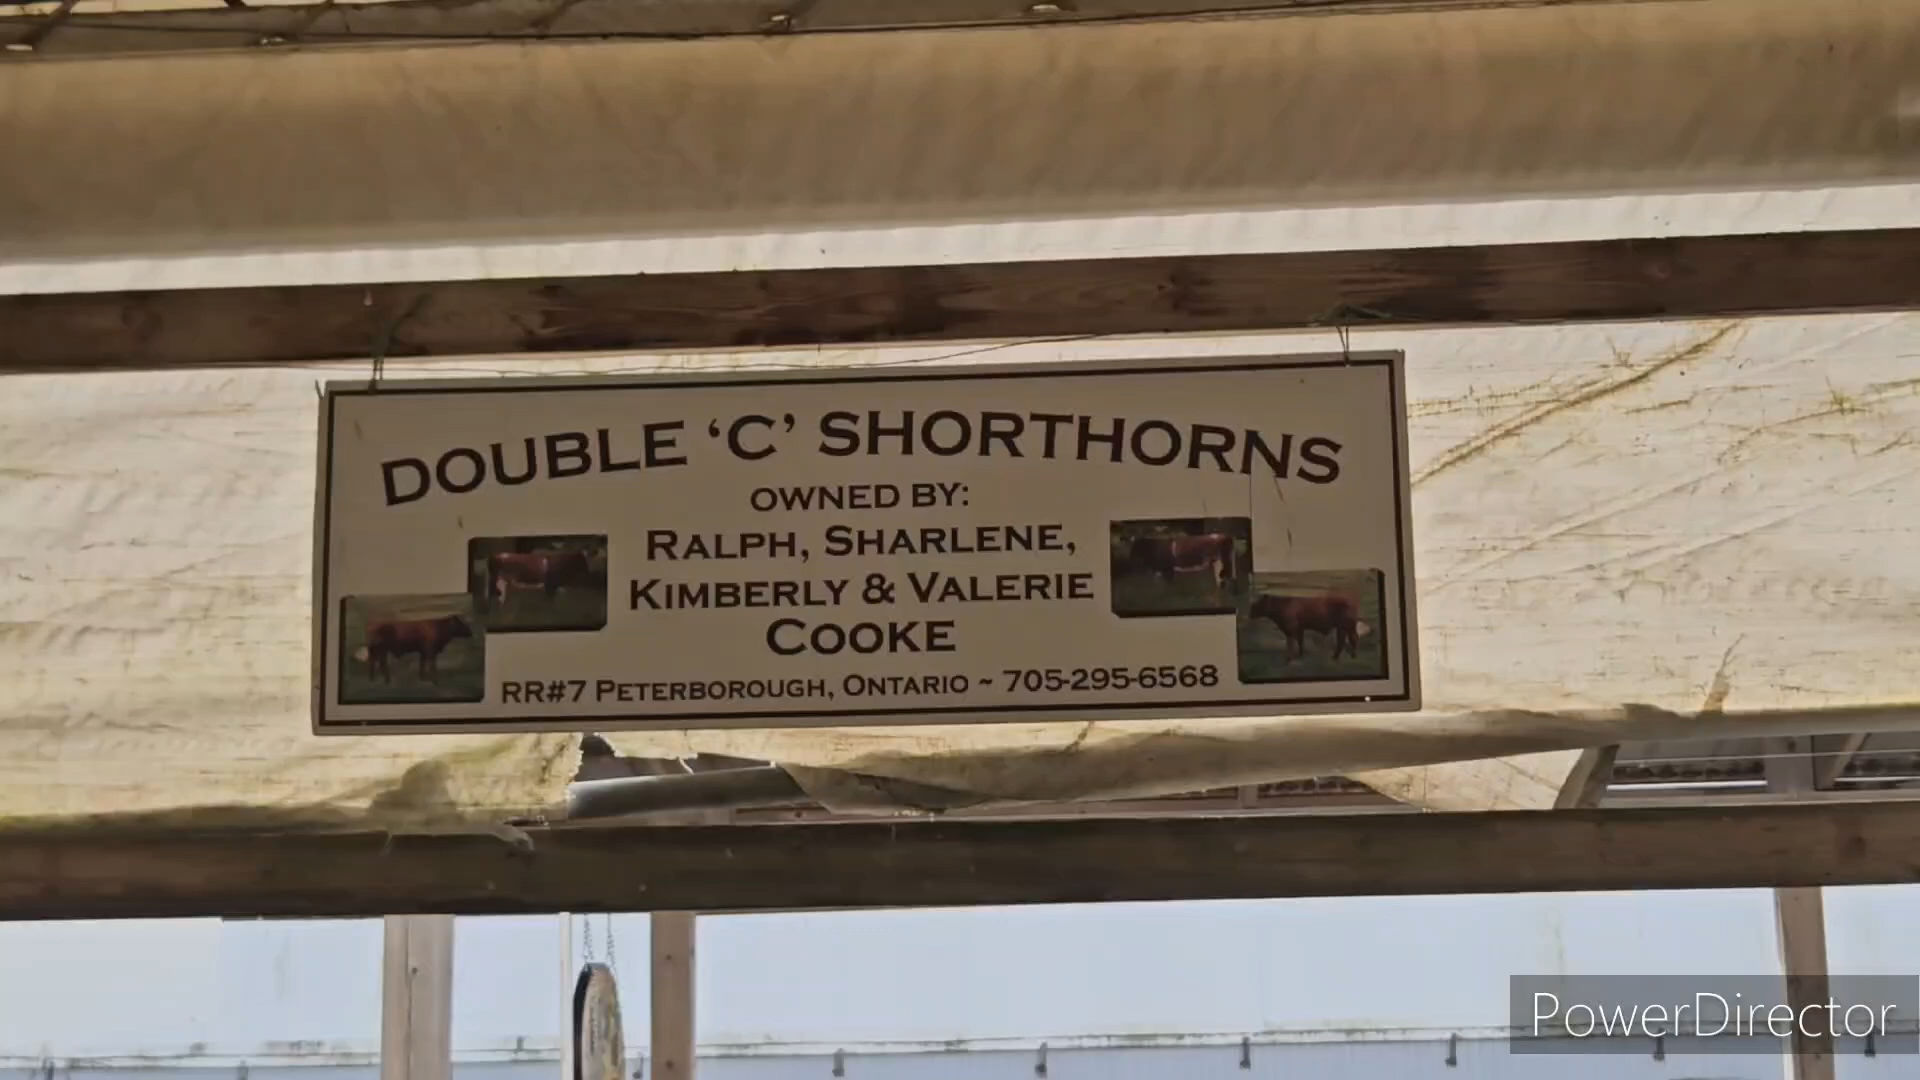 DOUBLE ‘C’ SHORTHORNS
OWNED BY:
RALPH, SHARLENE,
KIMBERLY & VALERIE
COOKE
RR#7 PETERBOROUGH, ONTARIO ~ 705-295-6568
PowerDirector